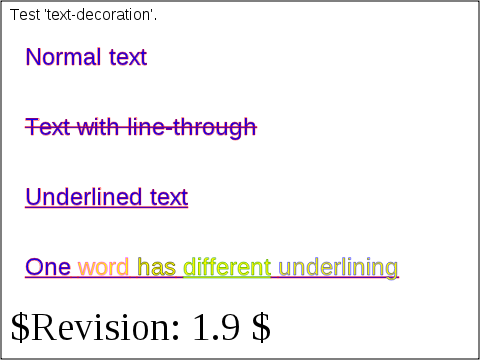 Test 'text-decoration'.
Normal text
Text with line-through
Underlined text
One word has different underlining
$Revision: 1.9 $